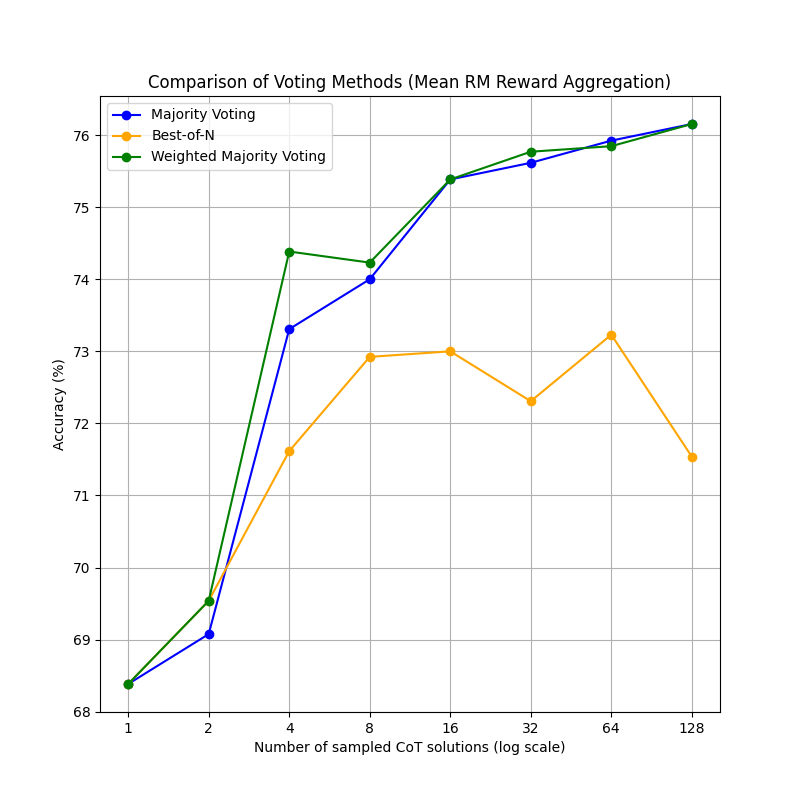 Comparison of Voting Methods (Mean RM Reward Aggregation)
Majority Voting
Best-of-N
Weighted Majority Voting
Accuracy (%)
76
75
74
73
72
71
70
69
68
1 2 4 8 16 32 64 128
Number of sampled CoT solutions (log scale)